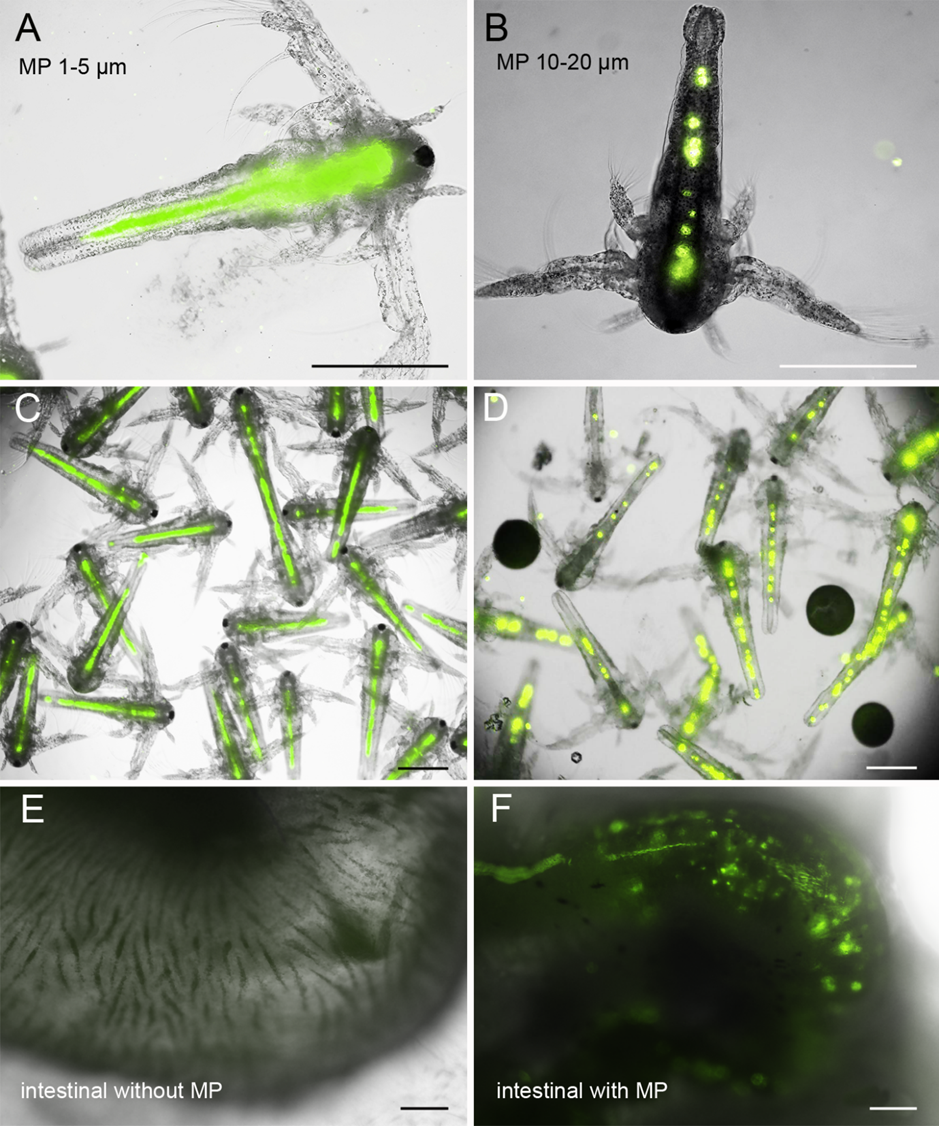 A
MP 1-5 µm
B
MP 10-20 µm
C
D
E
intestinal without MP
F
intestinal with MP